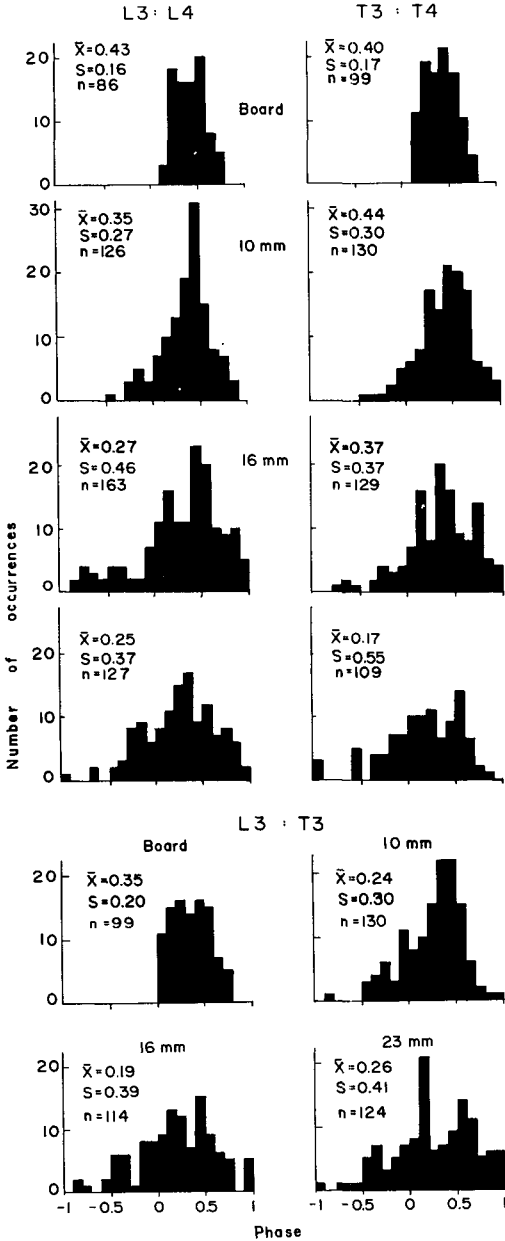 L3 : L4
T3 : T4
20
10
0
X̄=0.43
S=0.16
n=86
Board
X̄=0.40
S=0.17
n=99
30
20
10
0
X̄=0.35
S=0.27
n=126
10 mm
X̄=0.44
S=0.30
n=130
20
10
0
X̄=0.27
S=0.46
n=163
16 mm
X̄=0.37
S=0.37
n=129
Number of occurrences
20
10
0
X̄=0.25
S=0.37
n=127
X̄=0.17
S=0.55
n=109
L3 : T3
Board
10 mm
20
10
0
X̄=0.35
S=0.20
n=99
X̄=0.24
S=0.30
n=130
16 mm
23 mm
20
10
0
X̄=0.19
S=0.39
n=114
X̄=0.26
S=0.41
n=124
-1 -0.5 0 0.5 1
-1 -0.5 0 0.5 1
Phase